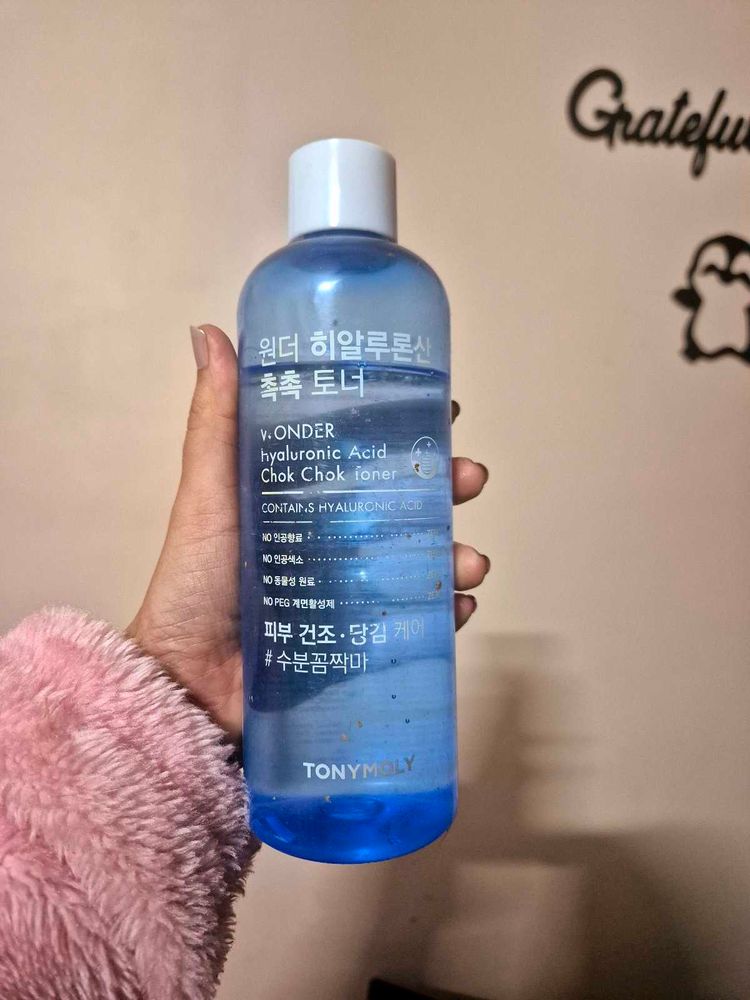 Grateful
원더 히알루론산
촉촉 토너
WONDER
Hyaluronic Acid
Chok Chok Toner
CONTAINS HYALURONIC ACID
NO 인공향료
NO 인공색소
NO 동물성 원료
NO PEG 계면활성제
피부 건조·당김 케어
# 수분꼼짝마
TONYMOLY